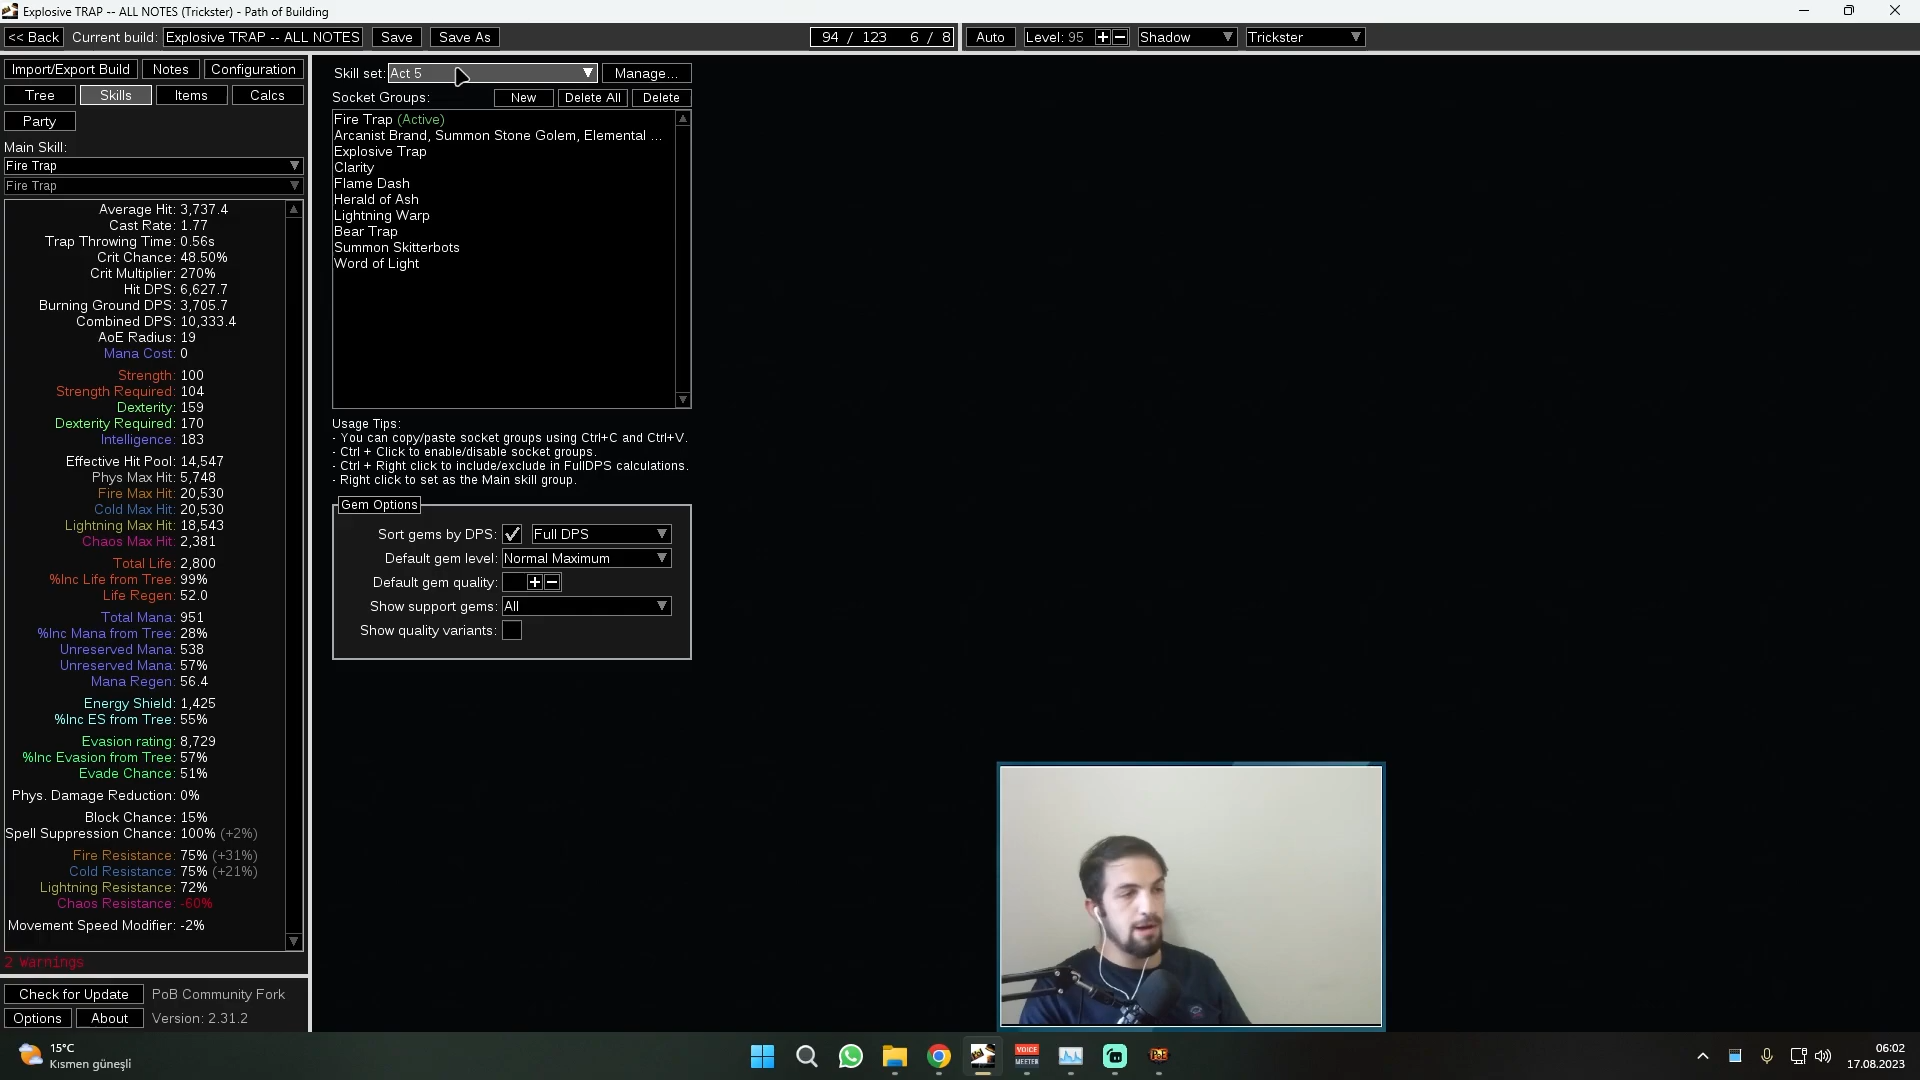 Explosive TRAP -- ALL NOTES (Trickster) - Path of Building
<< Back
Current build: Explosive TRAP -- ALL NOTES
Save
Save As
94 / 123 6 / 8
Auto
Level: 95 + −
Shadow
Trickster
Import/Export Build
Notes
Configuration
Tree
Skills
Items
Calcs
Party
Main Skill:
Fire Trap
Fire Trap
Average Hit: 3,737.4
Cast Rate: 1.77
Trap Throwing Time: 0.56s
Crit Chance: 48.50%
Crit Multiplier: 270%
Hit DPS: 6,627.7
Burning Ground DPS: 3,705.7
Combined DPS: 10,333.4
AoE Radius: 19
Mana Cost: 0
Strength: 100
Strength Required: 104
Dexterity: 159
Dexterity Required: 170
Intelligence: 183
Effective Hit Pool: 14,547
Phys Max Hit: 5,748
Fire Max Hit: 20,530
Cold Max Hit: 20,530
Lightning Max Hit: 18,543
Chaos Max Hit: 2,381
Total Life: 2,800
%Inc Life from Tree: 99%
Life Regen: 52.0
Total Mana: 951
%Inc Mana from Tree: 28%
Unreserved Mana: 538
Unreserved Mana: 57%
Mana Regen: 56.4
Energy Shield: 1,425
%Inc ES from Tree: 55%
Evasion rating: 8,729
%Inc Evasion from Tree: 57%
Evade Chance: 51%
Phys. Damage Reduction: 0%
Block Chance: 15%
Spell Suppression Chance: 100% (+2%)
Fire Resistance: 75% (+31%)
Cold Resistance: 75% (+21%)
Lightning Resistance: 72%
Chaos Resistance: -60%
Movement Speed Modifier: -2%
2 Warnings
Check for Update
PoB Community Fork
Options
About
Version: 2.31.2
Skill set: Act 5
Manage...
Socket Groups:
New
Delete All
Delete
Fire Trap (Active)
Arcanist Brand, Summon Stone Golem, Elemental ...
Explosive Trap
Clarity
Flame Dash
Herald of Ash
Lightning Warp
Bear Trap
Summon Skitterbots
Word of Light
Usage Tips:
- You can copy/paste socket groups using Ctrl+C and Ctrl+V.
- Ctrl + Click to enable/disable socket groups.
- Ctrl + Right click to include/exclude in FullDPS calculations.
- Right click to set as the Main skill group.
Gem Options
Sort gems by DPS: Full DPS
Default gem level: Normal Maximum
Default gem quality: + −
Show support gems: All
Show quality variants:
15°C
Kısmen güneşli
VOICE
MEETER
06:02
17.08.2023